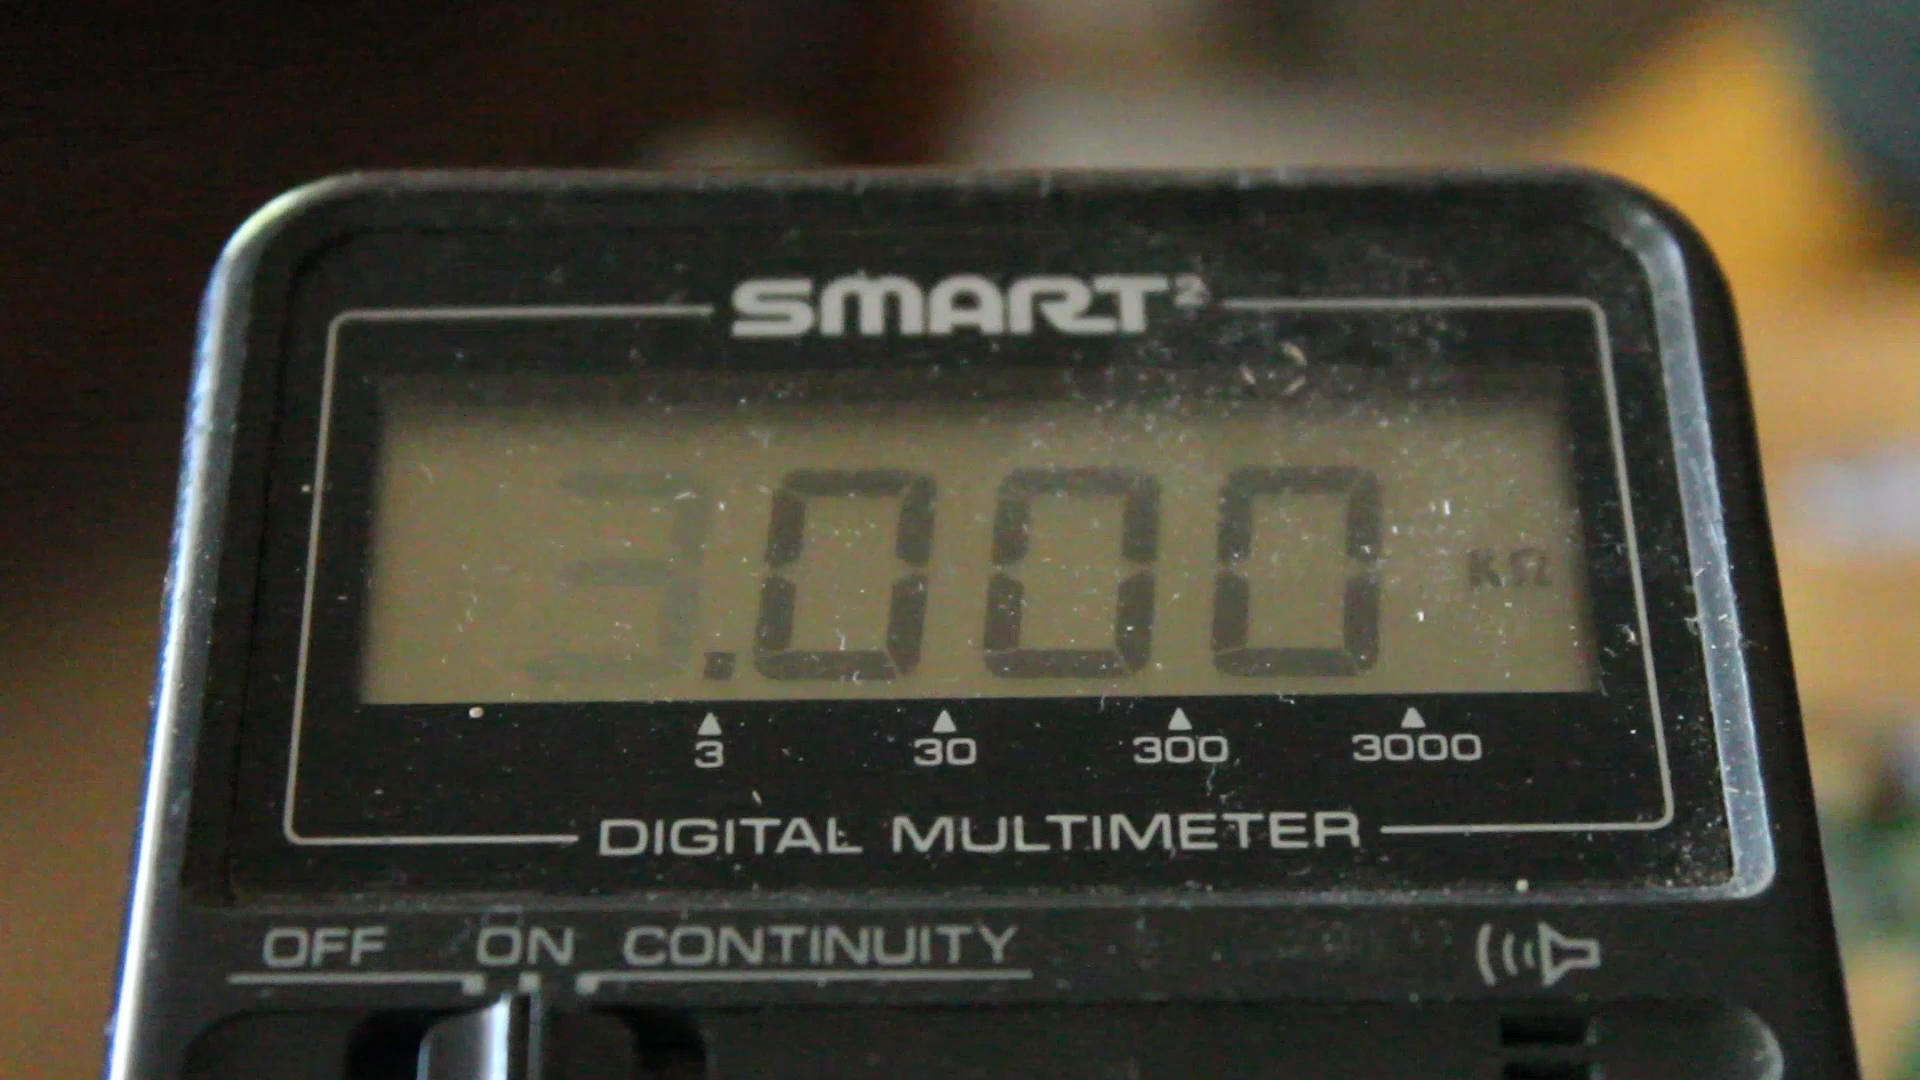 SMART²
3.000 KΩ
3 30 300 3000
DIGITAL MULTIMETER
OFF ON CONTINUITY